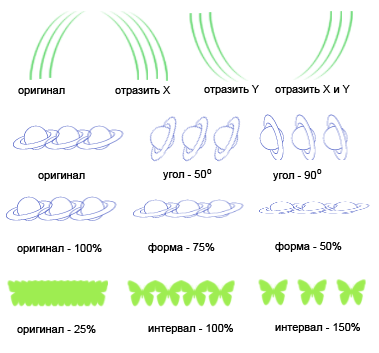 оригинал отразить X отразить Y отразить X и Y
оригинал угол - 50° угол - 90°
оригинал - 100% форма - 75% форма - 50%
оригинал - 25% интервал - 100% интервал - 150%